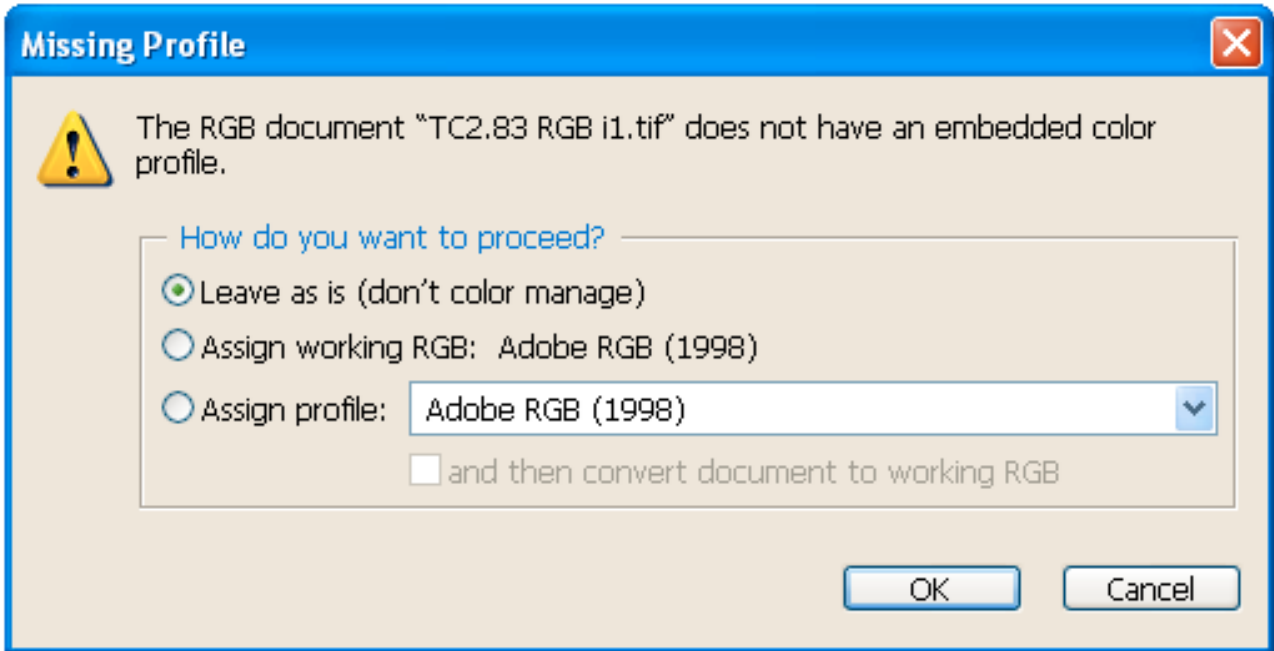 Missing Profile
The RGB document “TC2.83 RGB i1.tif” does not have an embedded color
profile.
How do you want to proceed?
Leave as is (don't color manage)
Assign working RGB: Adobe RGB (1998)
Assign profile: Adobe RGB (1998)
and then convert document to working RGB
OK Cancel